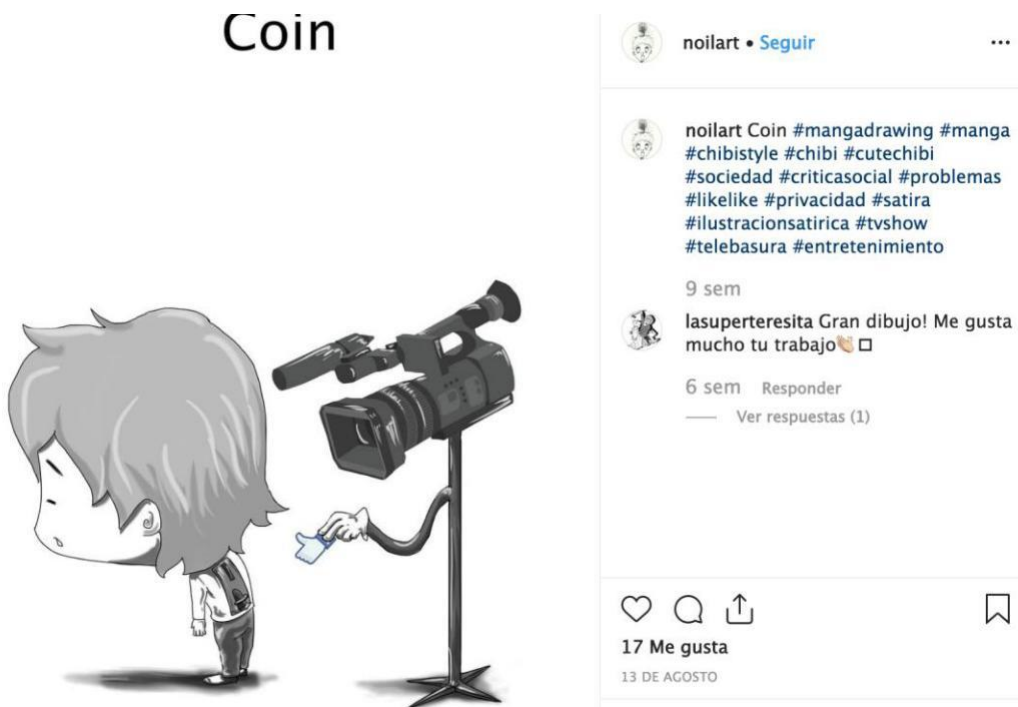 Coin
noilart • Seguir
noilart Coin #mangadrawing #manga
#chibistyle #chibi #cutechibi
#sociedad #criticasocial #problemas
#likelike #privacidad #satira
#ilustracionsatirica #tvshow
#telebasura #entretenimiento
9 sem
lasuperteresita Gran dibujo! Me gusta
mucho tu trabajo👏🏼□
6 sem Responder
Ver respuestas (1)
17 Me gusta
13 DE AGOSTO